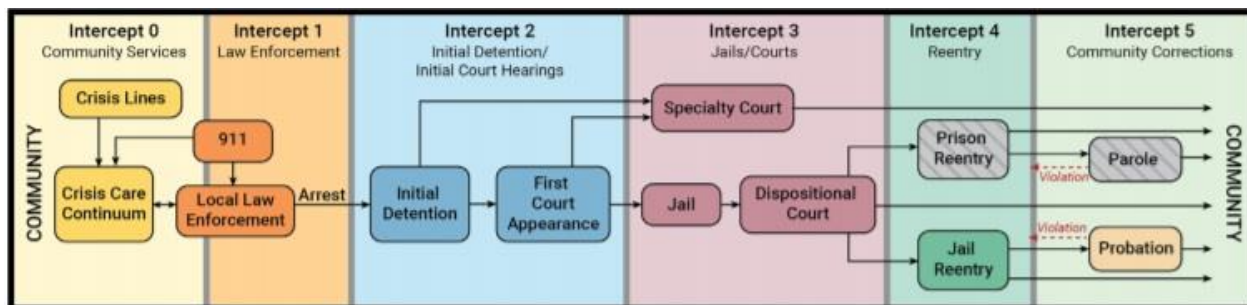 Intercept 0
Community Services
Intercept 1
Law Enforcement
Intercept 2
Initial Detention/
Initial Court Hearings
Intercept 3
Jails/Courts
Intercept 4
Reentry
Intercept 5
Community Corrections
COMMUNITY
Crisis Lines
911
Crisis Care
Continuum
Local Law
Enforcement
Arrest
Initial
Detention
First
Court
Appearance
Specialty Court
Jail
Dispositional
Court
Prison
Reentry
Violation
Parole
Jail
Reentry
Violation
Probation
COMMUNITY